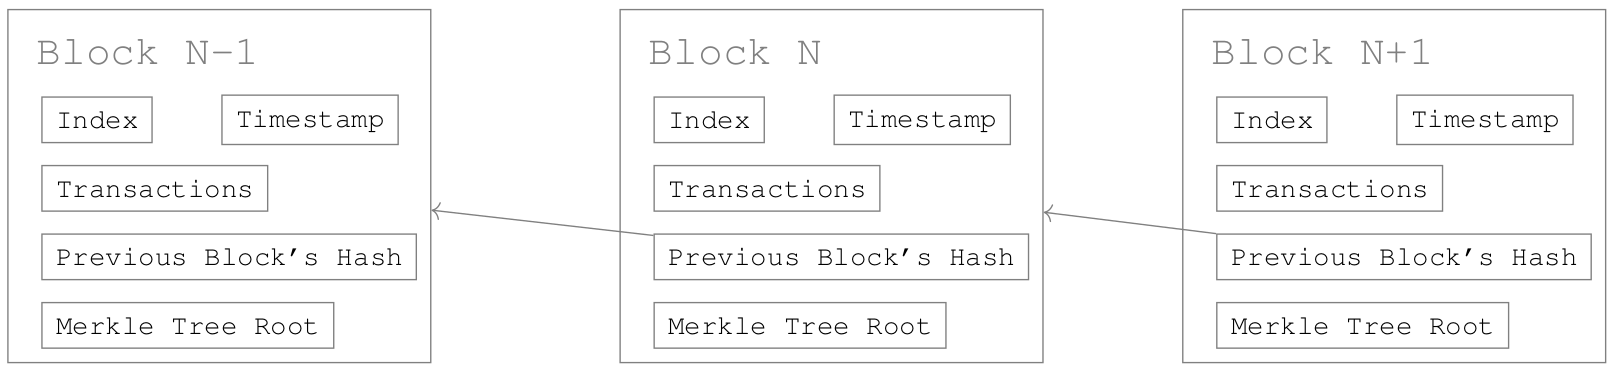 Block N-1
Index Timestamp
Transactions
Previous Block's Hash
Merkle Tree Root
Block N
Index Timestamp
Transactions
Previous Block's Hash
Merkle Tree Root
Block N+1
Index Timestamp
Transactions
Previous Block's Hash
Merkle Tree Root